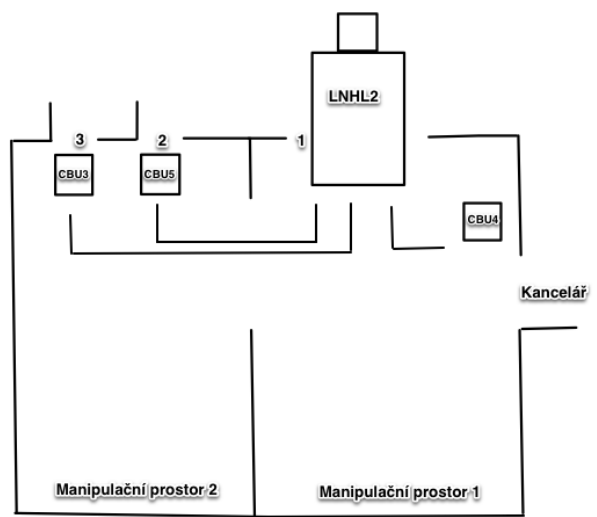 LNHL2
3
2
1
CBU3
CBU5
CBU4
Kancelář
Manipulační prostor 2
Manipulační prostor 1